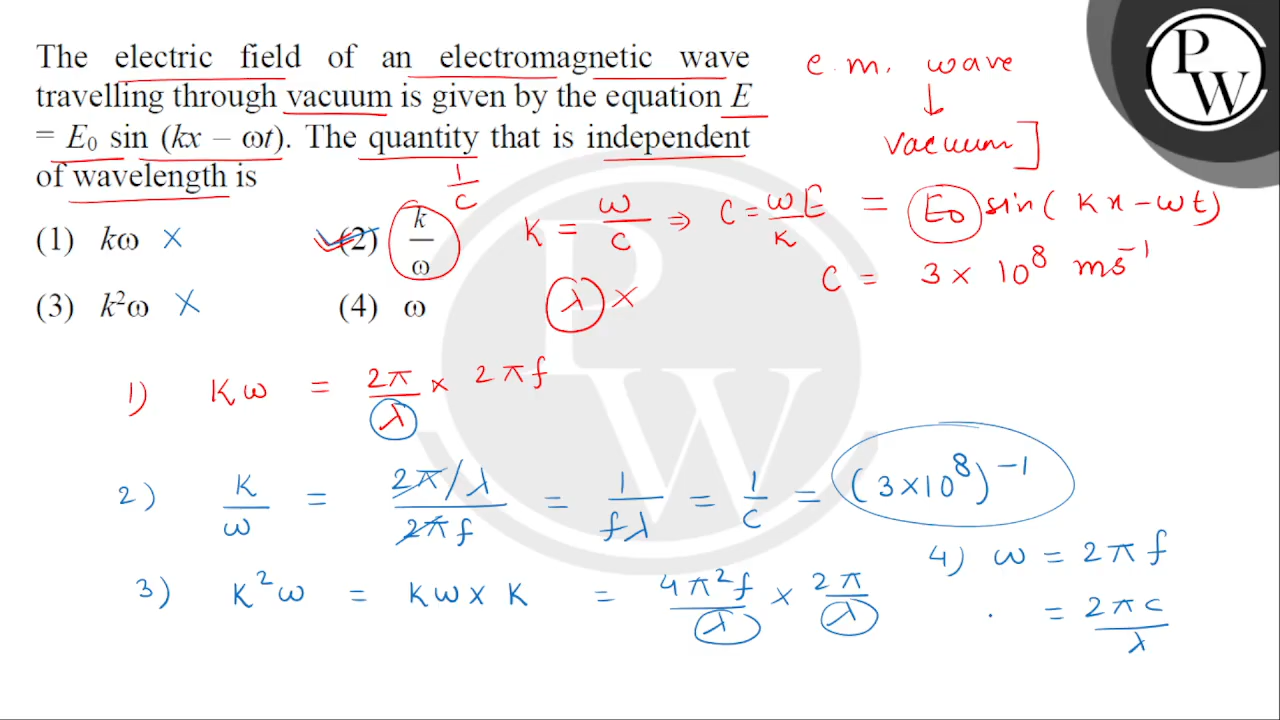 The electric field of an electromagnetic wave
travelling through vacuum is given by the equation E
= E₀ sin (kx – ωt). The quantity that is independent
of wavelength is
(1) kω ×
(2) k/ω
1/c
(3) k²ω ×
(4) ω
e.m. wave
↓
vacuum]
K = ω/c ⇒ C = ω/K
E = E₀ sin( Kx-ωt)
C = 3 × 10⁸ ms⁻¹
λ ×
1) Kω = 2π/λ × 2πf
2) K/ω = 2π/λ / 2πf = 1/fλ = 1/c = (3×10⁸)⁻¹
3) K²ω = Kω × K = 4π²f/λ × 2π/λ
4) ω = 2πf
= 2πc/λ
P
W
P
W